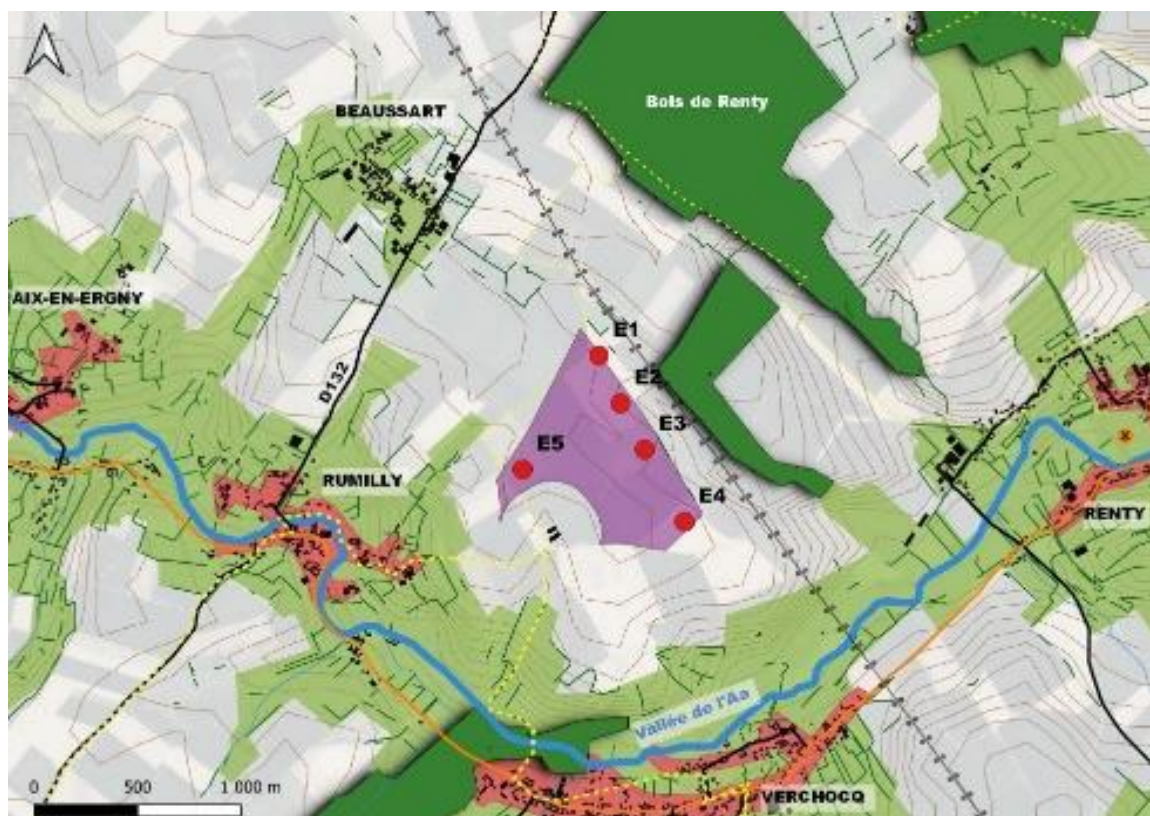 Bois de Renty
BEAUSSART
AIX-EN-ERGNY
E1
D132
E2
E3
E5
RUMILLY
E4
RENTY
Vallée de l'Aa
0 500 1 000 m
VERCHOCQ